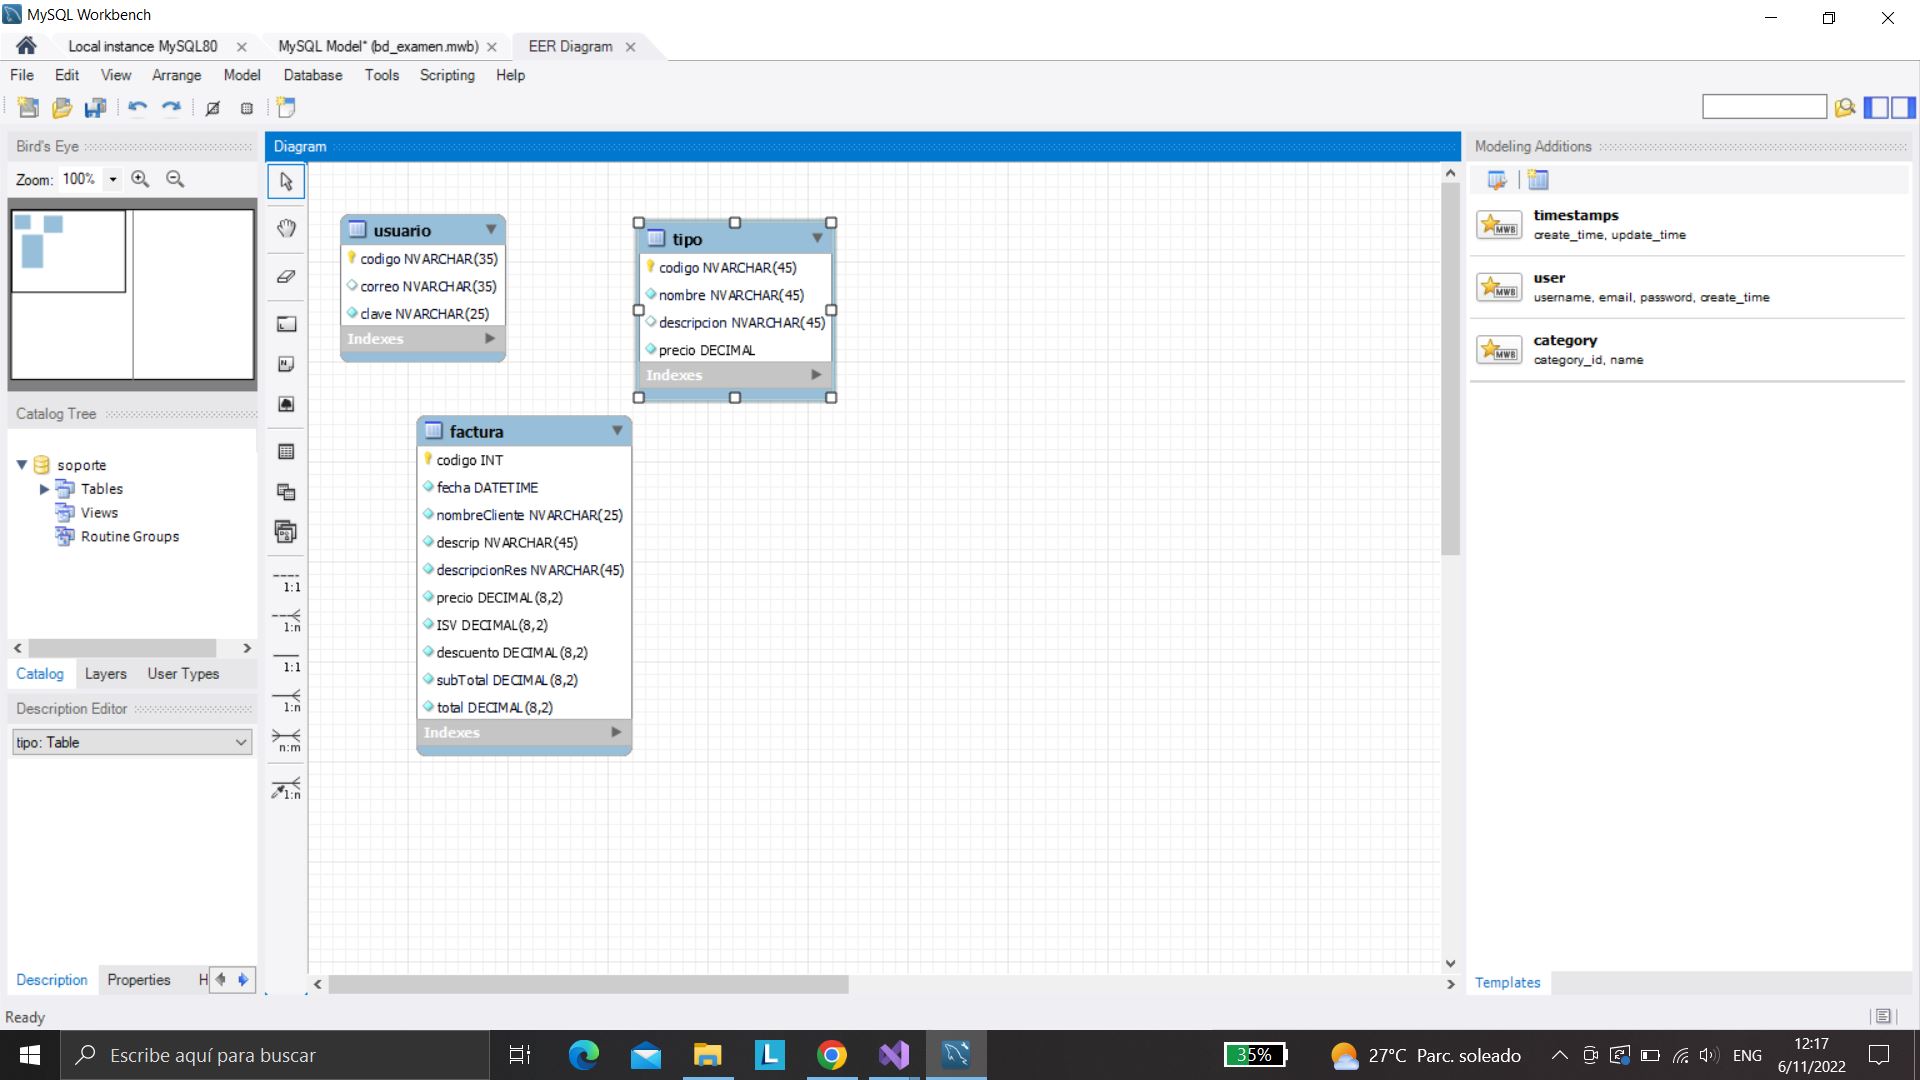 MySQL Workbench
Local instance MySQL80
MySQL Model* (bd_examen.mwb)
EER Diagram
File Edit View Arrange Model Database Tools Scripting Help
Bird's Eye
Zoom: 100%
Catalog Tree
soporte
Tables
Views
Routine Groups
Catalog Layers User Types
Description Editor
tipo: Table
Description Properties H
Ready
Diagram
1:1
1:n
1:1
1:n
n:m
1:n
usuario
codigo NVARCHAR(35)
correo NVARCHAR(35)
clave NVARCHAR(25)
Indexes
tipo
codigo NVARCHAR(45)
nombre NVARCHAR(45)
descripcion NVARCHAR(45)
precio DECIMAL
Indexes
factura
codigo INT
fecha DATETIME
nombreCliente NVARCHAR(25)
descrip NVARCHAR(45)
descripcionRes NVARCHAR(45)
precio DECIMAL(8,2)
ISV DECIMAL(8,2)
descuento DECIMAL(8,2)
subTotal DECIMAL(8,2)
total DECIMAL(8,2)
Indexes
Modeling Additions
MWB
timestamps
create_time, update_time
MWB
user
username, email, password, create_time
MWB
category
category_id, name
Templates
Escribe aquí para buscar
L
35%
27°C Parc. soleado
ENG
12:17
6/11/2022